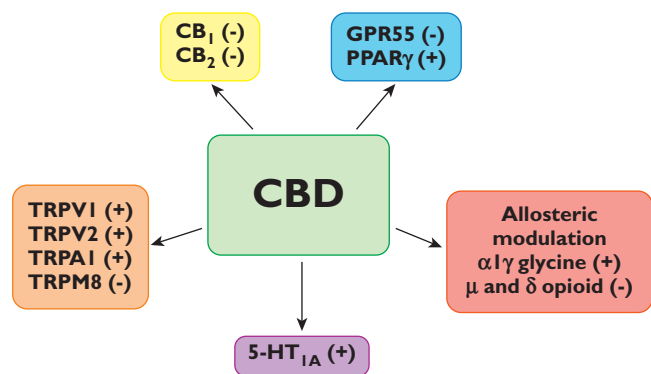 CB₁ (-)
CB₂ (-)
GPR55 (-)
PPARγ (+)
CBD
TRPV1 (+)
TRPV2 (+)
TRPA1 (+)
TRPM8 (-)
Allosteric
modulation
α1γ glycine (+)
μ and δ opioid (-)
5-HT₁A (+)